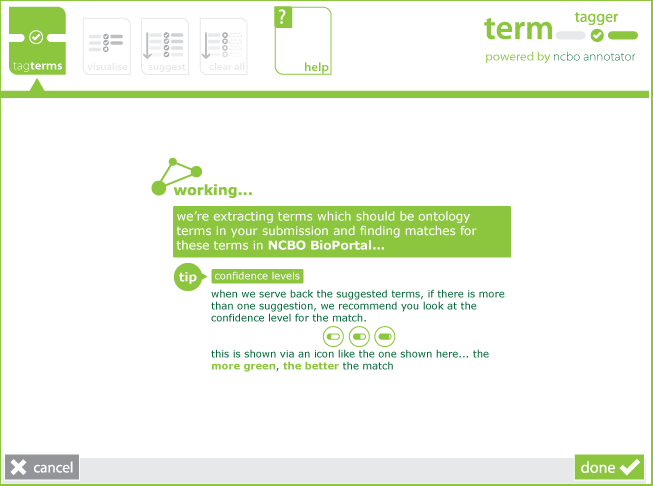 tagterms
visualise
suggest
clear all
?
help
term tagger
powered by ncbo annotator
working...
we're extracting terms which should be ontology
terms in your submission and finding matches for
these terms in NCBO BioPortal...
tip
confidence levels
when we serve back the suggested terms, if there is more
than one suggestion, we recommend you look at the
confidence level for the match.
this is shown via an icon like the one shown here... the
more green, the better the match
cancel
done